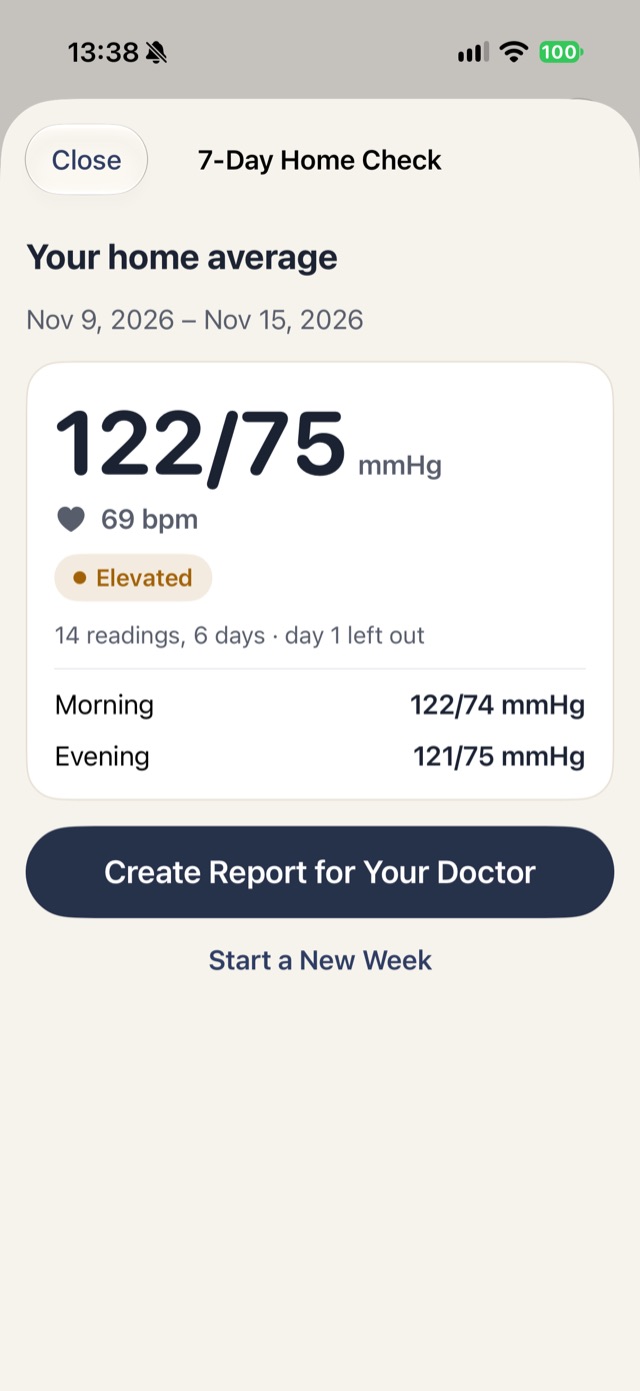 13:38
100
Close
7-Day Home Check
Your home average
Nov 9, 2026 – Nov 15, 2026
122/75 mmHg
69 bpm
Elevated
14 readings, 6 days · day 1 left out
Morning 122/74 mmHg
Evening 121/75 mmHg
Create Report for Your Doctor
Start a New Week